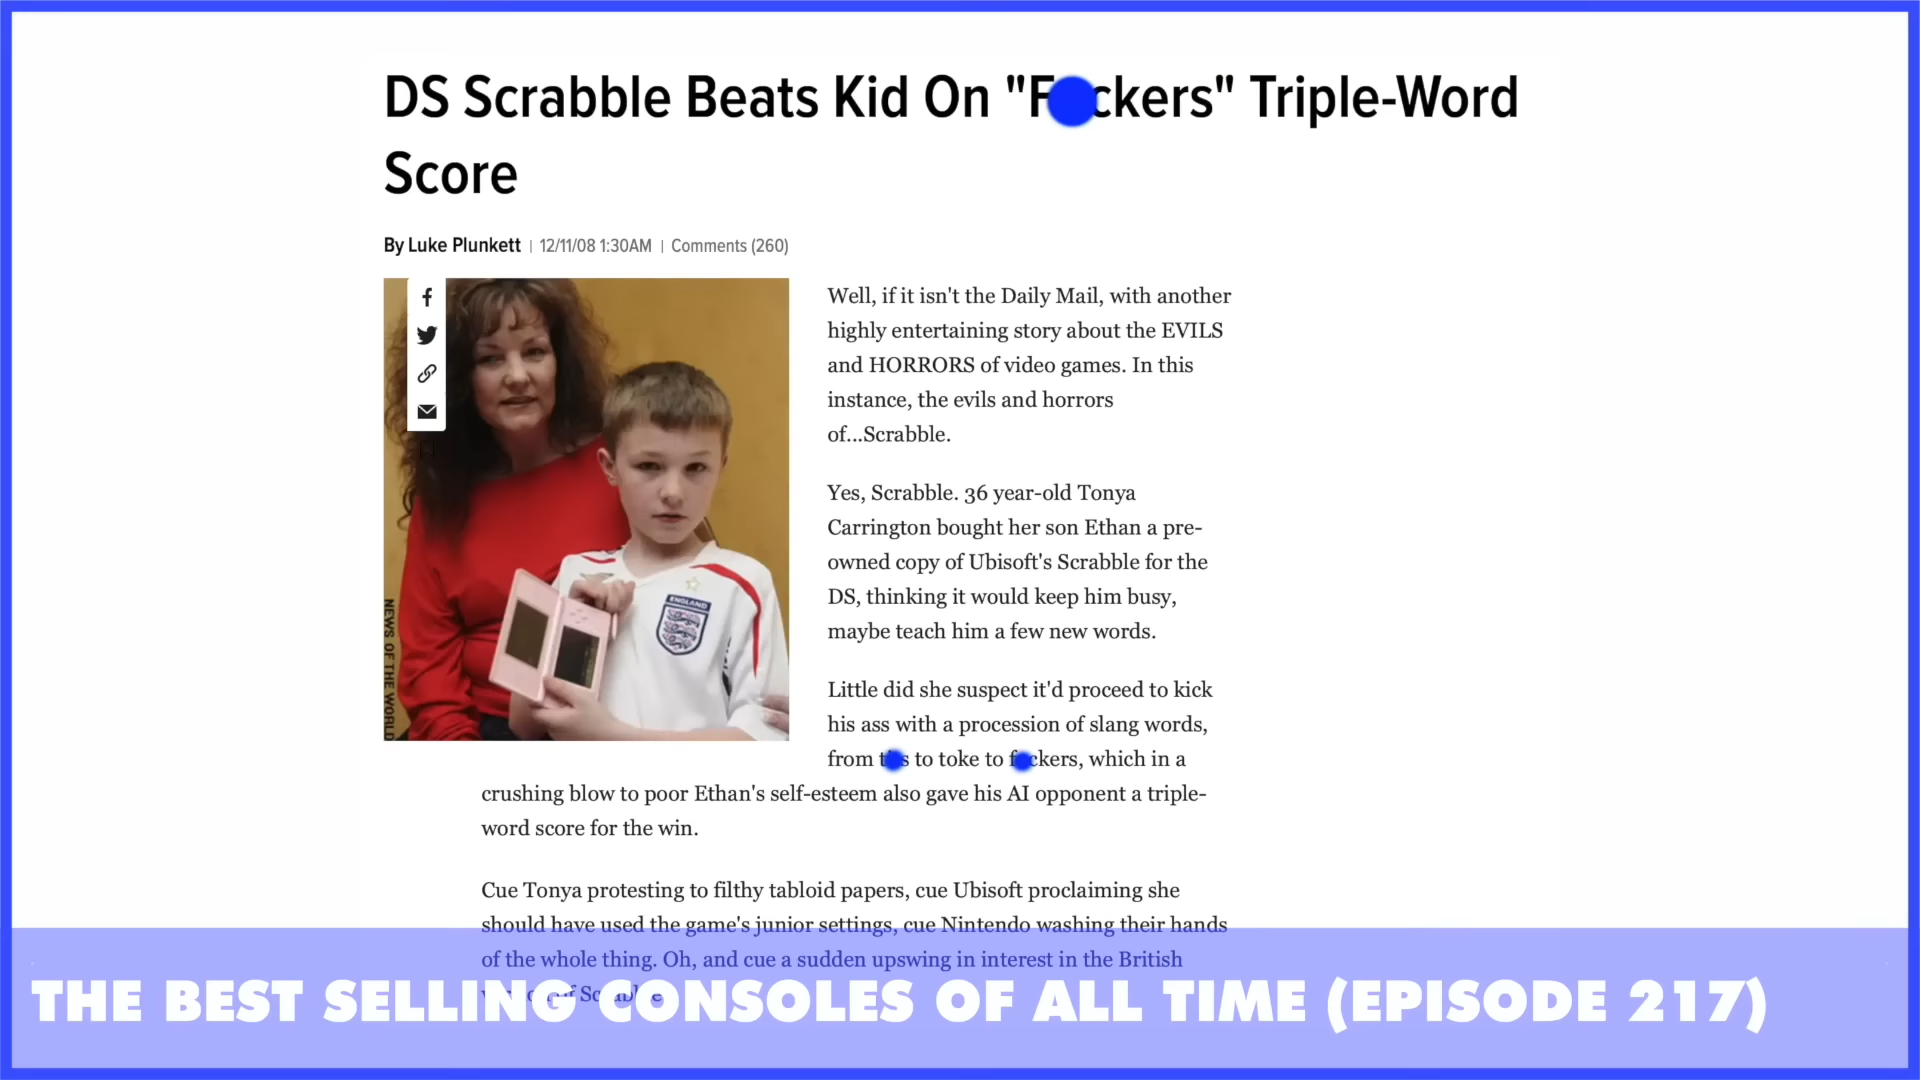 DS Scrabble Beats Kid On "F ckers" Triple-Word
Score
By Luke Plunkett | 12/11/08 1:30AM | Comments (260)
Well, if it isn't the Daily Mail, with another
highly entertaining story about the EVILS
and HORRORS of video games. In this
instance, the evils and horrors
of...Scrabble.
Yes, Scrabble. 36 year-old Tonya
Carrington bought her son Ethan a pre-
owned copy of Ubisoft's Scrabble for the
DS, thinking it would keep him busy,
maybe teach him a few new words.
Little did she suspect it'd proceed to kick
his ass with a procession of slang words,
from t s to toke to f ckers, which in a
crushing blow to poor Ethan's self-esteem also gave his AI opponent a triple-
word score for the win.
Cue Tonya protesting to filthy tabloid papers, cue Ubisoft proclaiming she
should have used the game's junior settings, cue Nintendo washing their hands
of the whole thing. Oh, and cue a sudden upswing in interest in the British
NEWS OF THE WORLD
ENGLAND
THE BEST SELLING CONSOLES OF ALL TIME (EPISODE 217)